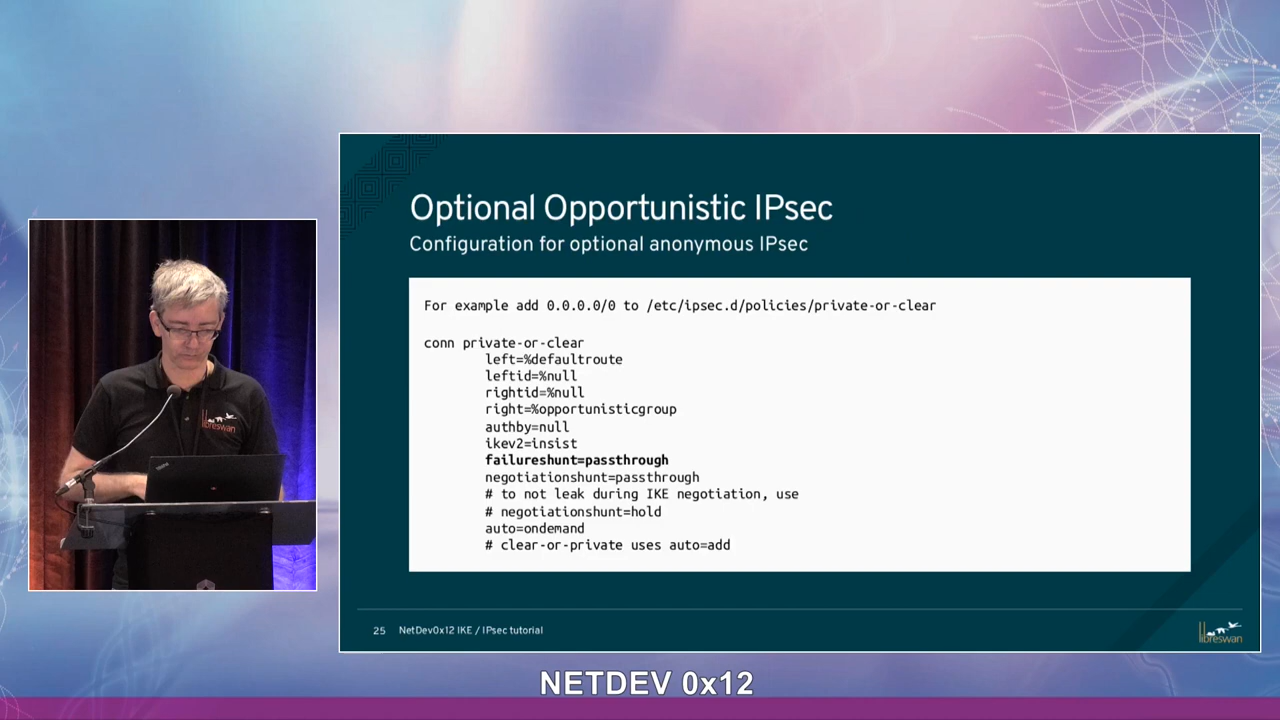 Optional Opportunistic IPsec
Configuration for optional anonymous IPsec
For example add 0.0.0.0/0 to /etc/ipsec.d/policies/private-or-clear
conn private-or-clear
left=%defaultroute
leftid=%null
rightid=%null
right=%opportunisticgroup
authby=null
ikev2=insist
failureshunt=passthrough
negotiationshunt=passthrough
# to not leak during IKE negotiation, use
# negotiationshunt=hold
auto=ondemand
# clear-or-private uses auto=add
25 NetDev0x12 IKE / IPsec tutorial
libreswan
libreswan
NETDEV 0x12